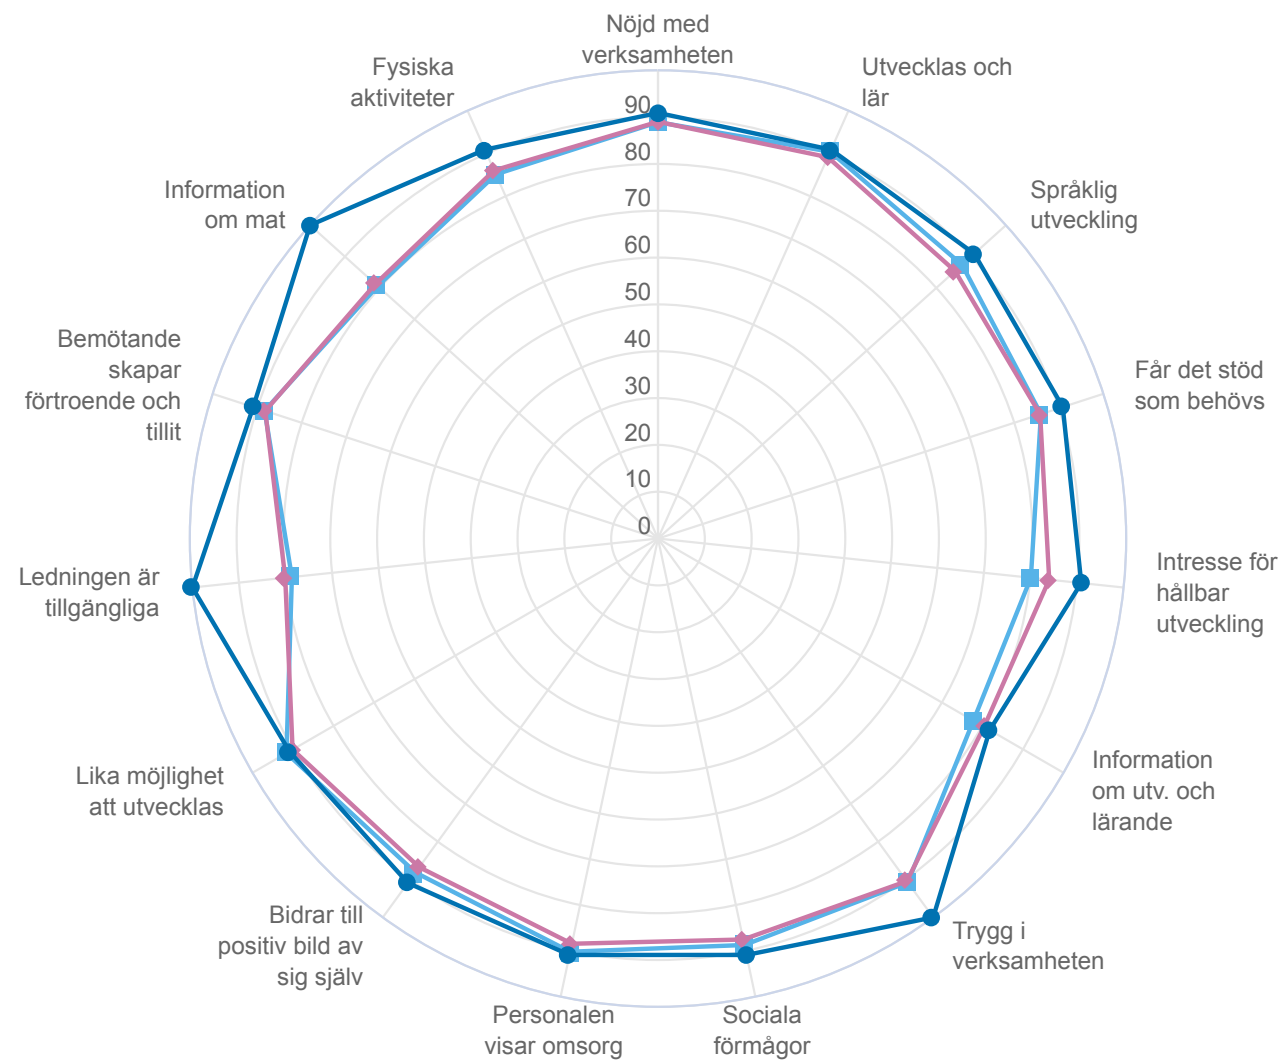 Nöjd med
verksamheten
Utvecklas och
lär
Språklig
utveckling
Får det stöd
som behövs
Intresse för
hållbar
utveckling
Information
om utv. och
lärande
Trygg i
verksamheten
Sociala
förmågor
Personalen
visar omsorg
Bidrar till
positiv bild av
sig själv
Lika möjlighet
att utvecklas
Ledningen är
tillgängliga
Bemötande
skapar
förtroende och
tillit
Information
om mat
Fysiska
aktiviteter
90
80
70
60
50
40
30
20
10
0